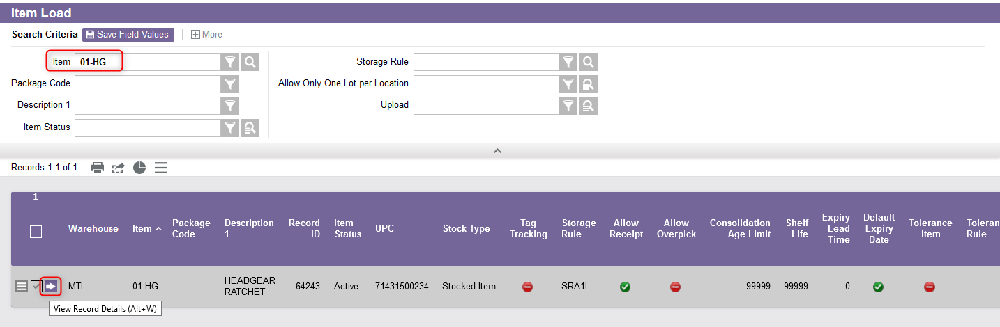 Item Load
Search Criteria Save Field Values More
Item 01-HG Storage Rule
Package Code Allow Only One Lot per Location
Description 1 Upload
Item Status
Records 1-1 of 1
1
Warehouse Item Package Code Description 1 Record ID Item Status UPC Stock Type Tag Tracking Storage Rule Allow Receipt Allow Overpick Consolidation Age Limit Shelf Life Expiry Lead Time Default Expiry Date Tolerance Item Toleran Rule
MTL 01-HG HEADGEAR RATCHET 64243 Active 71431500234 Stocked Item SRA1I 99999 99999 0
View Record Details (Alt+W)